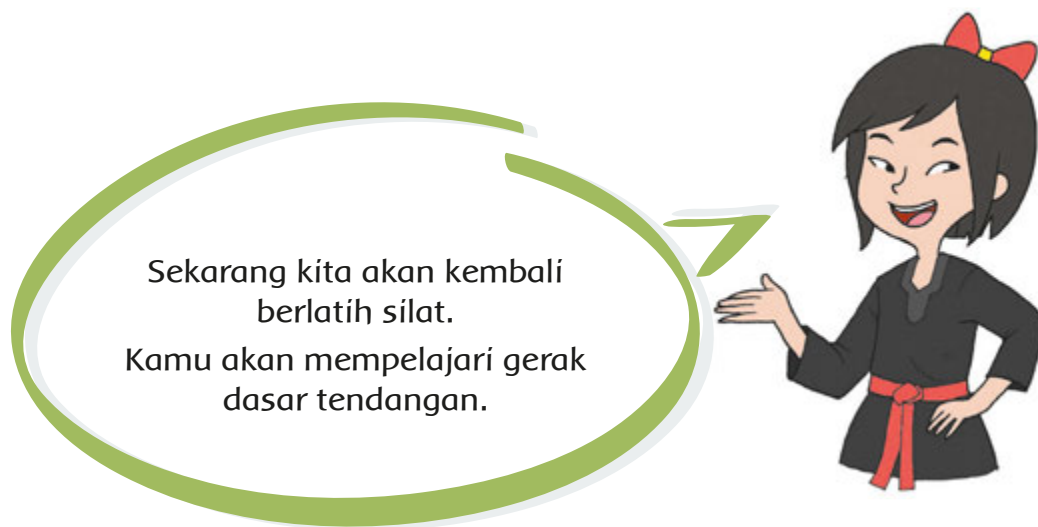 Sekarang kita akan kembali
berlatih silat.
Kamu akan mempelajari gerak
dasar tendangan.